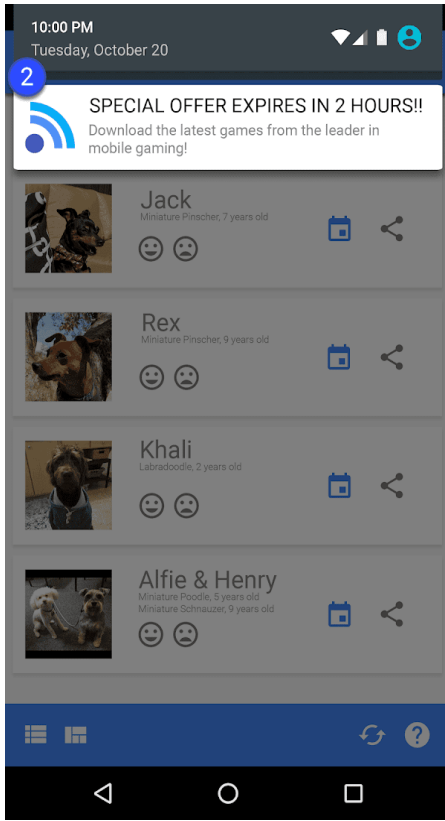 10:00 PM
Tuesday, October 20
2
SPECIAL OFFER EXPIRES IN 2 HOURS!!
Download the latest games from the leader in
mobile gaming!
Jack
Miniature Pinscher, 7 years old
Rex
Miniature Pinscher, 9 years old
Khali
Labradoodle, 2 years old
Alfie & Henry
Miniature Poodle, 5 years old
Miniature Schnauzer, 9 years old
?